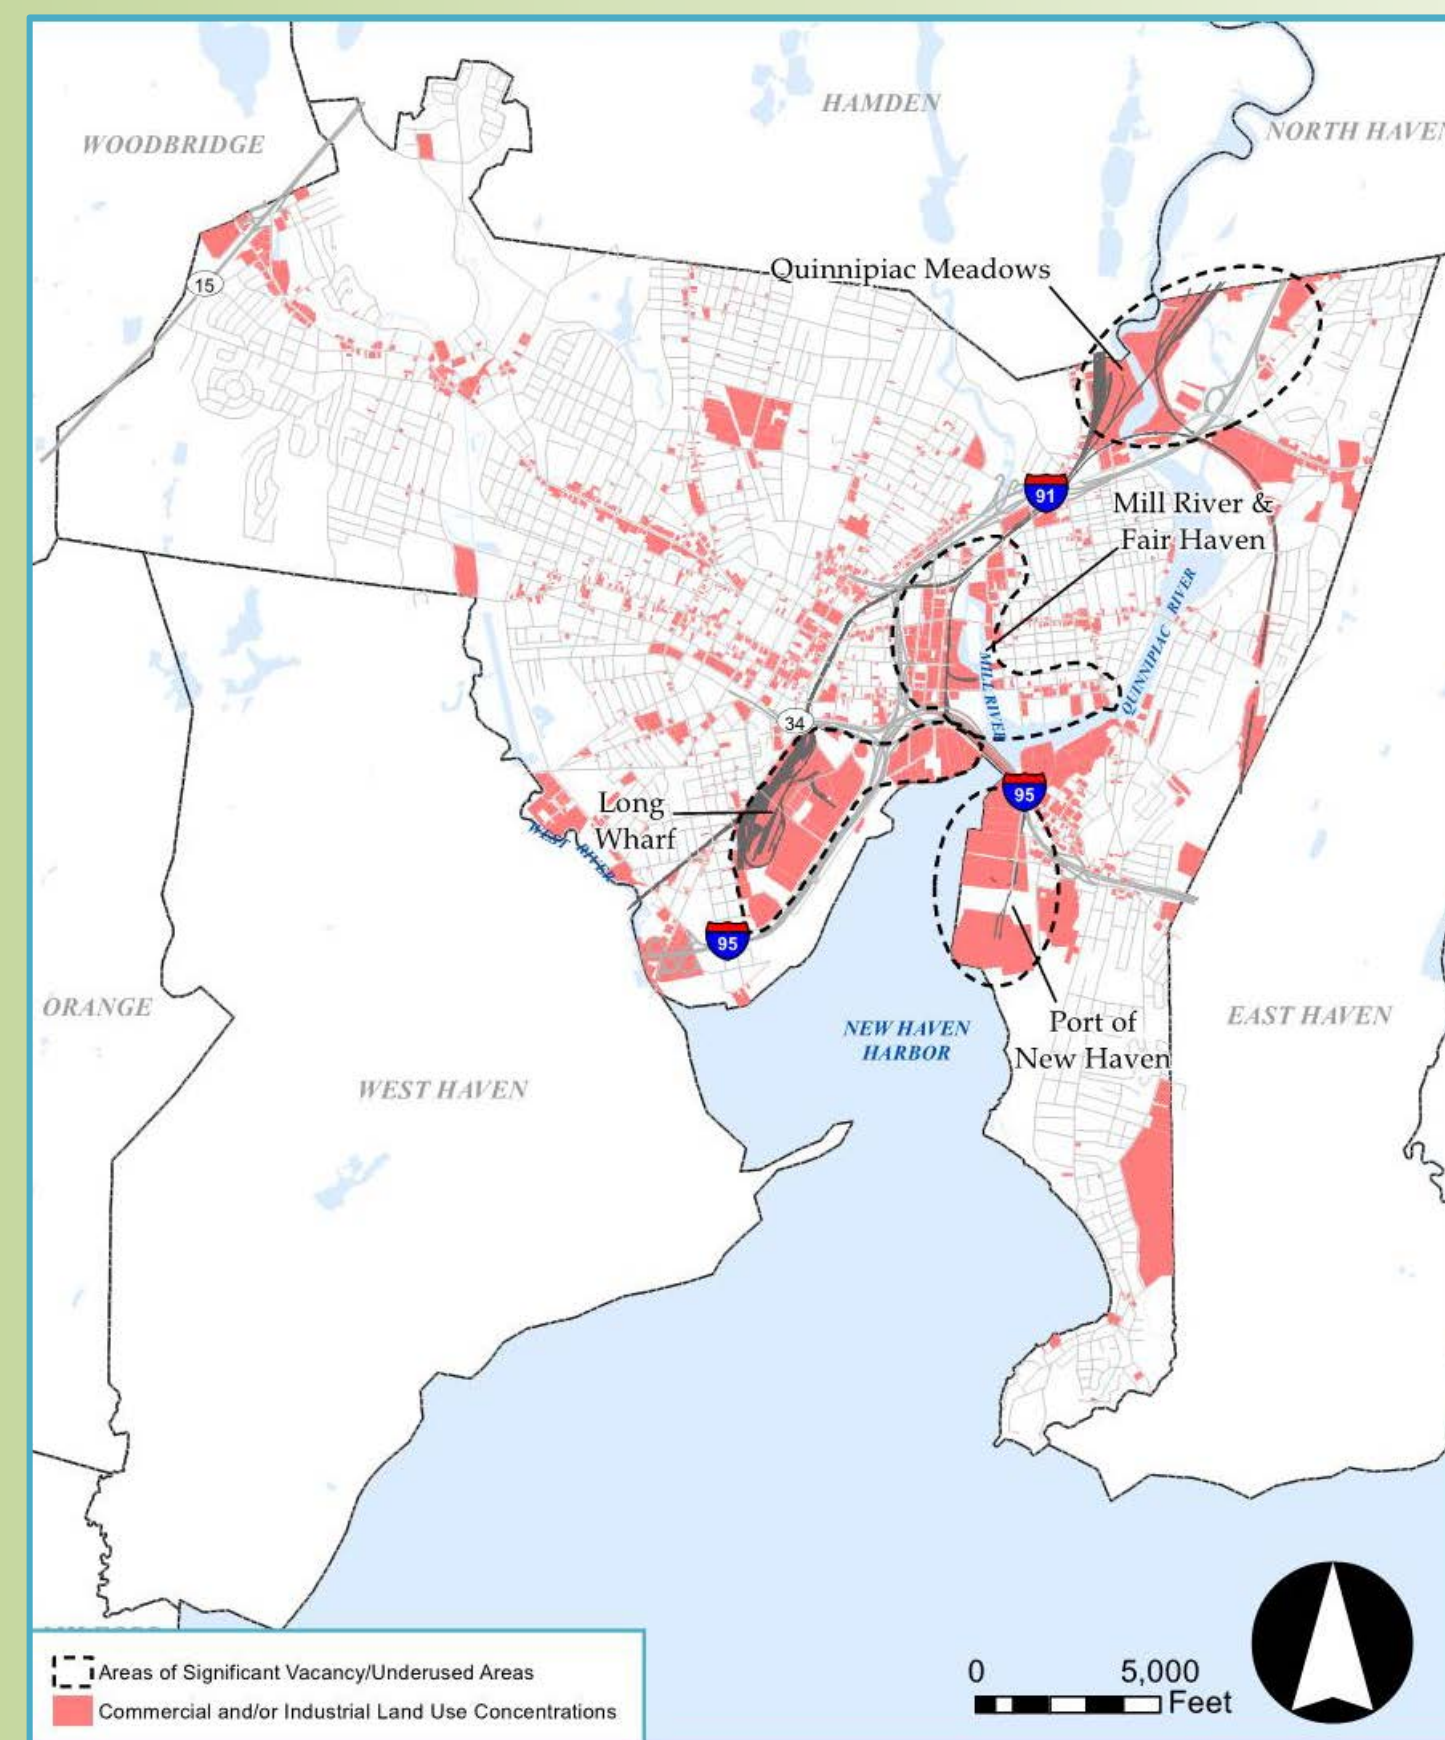 HAMDEN
WOODBRIDGE
NORTH HAVEN
Quinnipiac Meadows
15
91
Mill River &
Fair Haven
QUINNIPIAC RIVER
MILL RIVER
34
95
Long
Wharf
WEST RIVER
95
ORANGE
Port of
New Haven
EAST HAVEN
NEW HAVEN
HARBOR
WEST HAVEN
Areas of Significant Vacancy/Underused Areas
Commercial and/or Industrial Land Use Concentrations
0 5,000
Feet